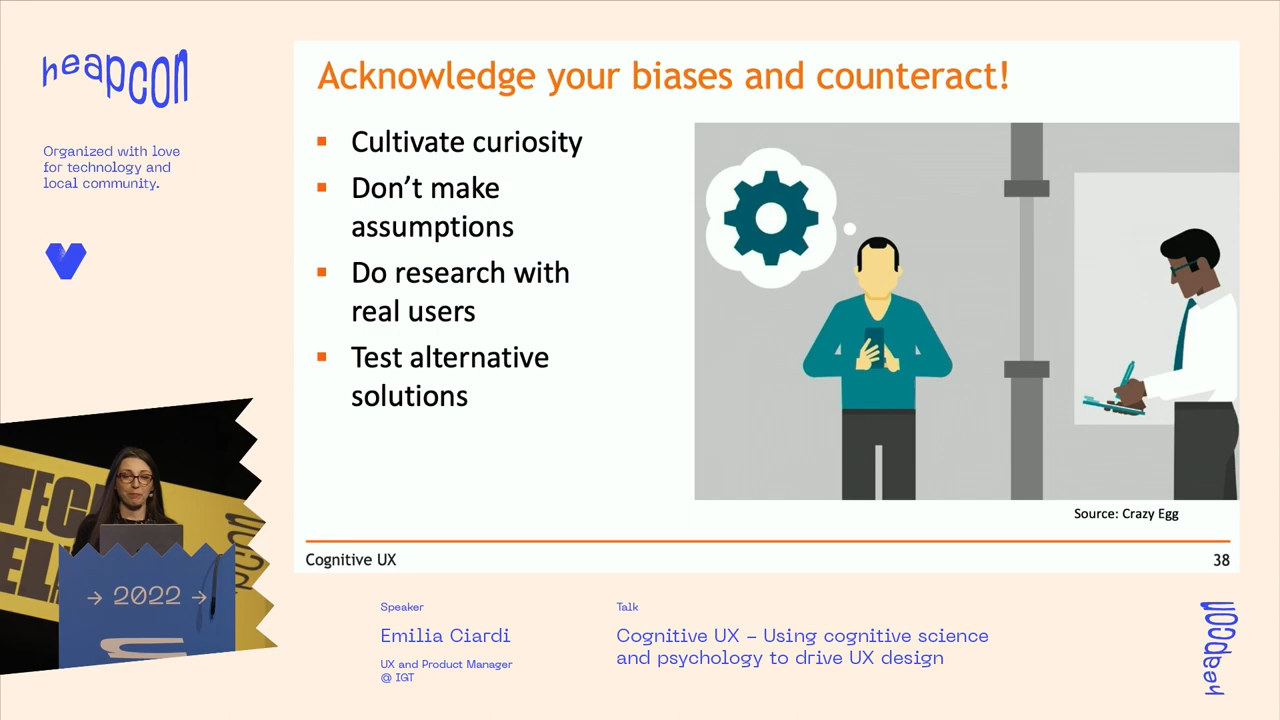 heapcon
Organized with love
for technology and
local community.
Acknowledge your biases and counteract!
Cultivate curiosity
Don’t make
assumptions
Do research with
real users
Test alternative
solutions
Source: Crazy Egg
Cognitive UX
38
→ 2022 →
Speaker
Emilia Ciardi
UX and Product Manager
@ IGT
Talk
Cognitive UX – Using cognitive science
and psychology to drive UX design
heapcon